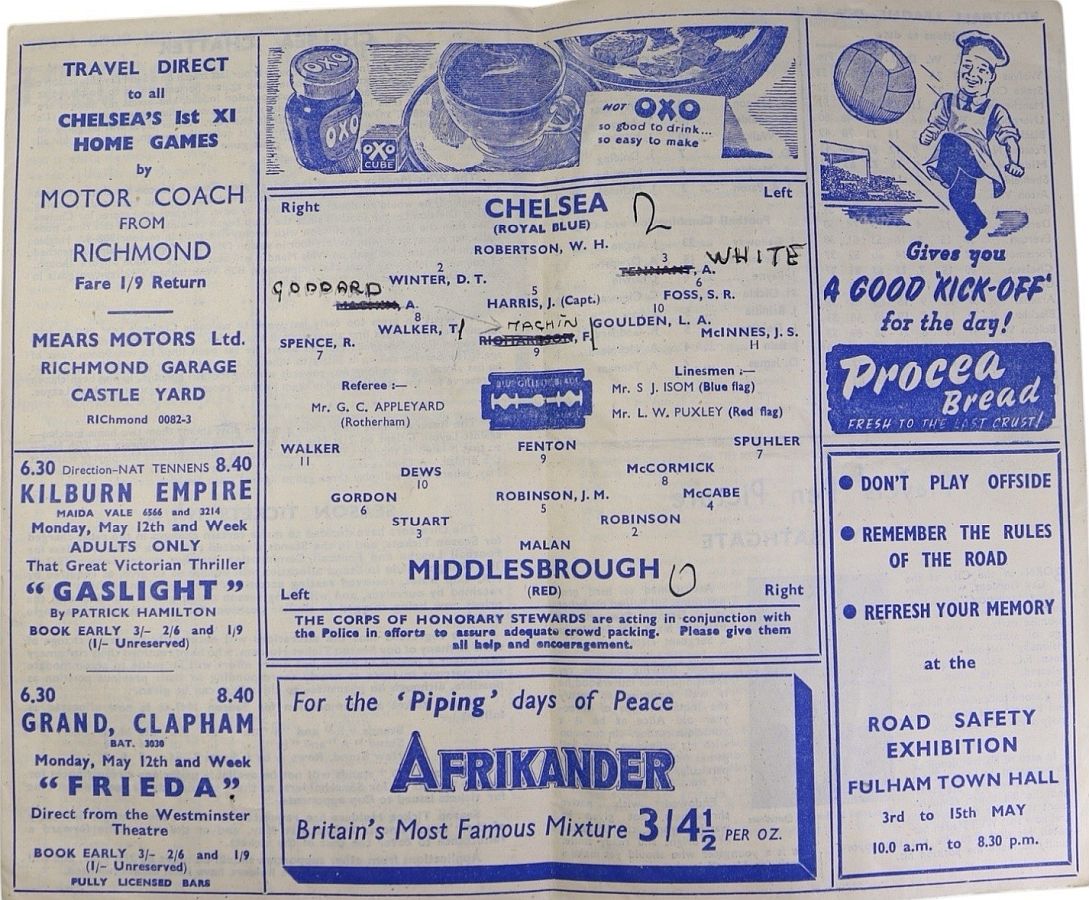 TRAVEL DIRECT
to all
CHELSEA'S 1st XI
HOME GAMES
by
MOTOR COACH
FROM
RICHMOND
Fare 1/9 Return
MEARS MOTORS Ltd.
RICHMOND GARAGE
CASTLE YARD
RIChmond 0082-3
6.30 Direction-NAT TENNENS 8.40
KILBURN EMPIRE
MAIDA VALE 6566 and 3214
Monday, May 12th and Week
ADULTS ONLY
That Great Victorian Thriller
"GASLIGHT"
By PATRICK HAMILTON
BOOK EARLY 3/- 2/6 and 1/9
(1/- Unreserved)
6.30 8.40
GRAND, CLAPHAM
BAT. 3030
Monday, May 12th and Week
"FRIEDA"
Direct from the Westminster
Theatre
BOOK EARLY 3/- 2/6 and 1/9
(1/- Unreserved)
FULLY LICENSED BARS
OXO
OXO
OXO
CUBE
HOT OXO
so good to drink...
so easy to make
Right Left
CHELSEA 2
(ROYAL BLUE)
ROBERTSON, W. H.
2 3 WHITE
WINTER, D. T. TENNANT, A.
GODDARD 5 6
MACHIN, A. HARRIS, J. (Capt.) FOSS, S. R.
8 MACHIN 10
WALKER, T. RICHARDSON, F. GOULDEN, L. A.
SPENCE, R. McINNES, J. S.
7 9 11
Referee :— Linesmen :—
Mr. G. C. APPLEYARD
(Rotherham)
BLUE GILLETTE BLADE
Mr. S J. ISOM (Blue flag)
Mr. L. W. PUXLEY (Red flag)
WALKER FENTON SPUHLER
11 9 7
DEWS McCORMICK
10 8
GORDON ROBINSON, J. M. McCABE
6 5 4
STUART ROBINSON
3 2
MALAN
MIDDLESBROUGH 0
Left (RED) Right
THE CORPS OF HONORARY STEWARDS are acting in conjunction with
the Police in efforts to assure adequate crowd packing. Please give them
all help and encouragement.
For the 'Piping' days of Peace
AFRIKANDER
Britain's Most Famous Mixture 3/4½ PER OZ.
Gives you
A GOOD 'KICK-OFF'
for the day!
Procea
Bread
FRESH TO THE LAST CRUST!
● DON'T PLAY OFFSIDE
● REMEMBER THE RULES
OF THE ROAD
● REFRESH YOUR MEMORY
at the
ROAD SAFETY
EXHIBITION
FULHAM TOWN HALL
3rd to 15th MAY
10.0 a.m. to 8.30 p.m.